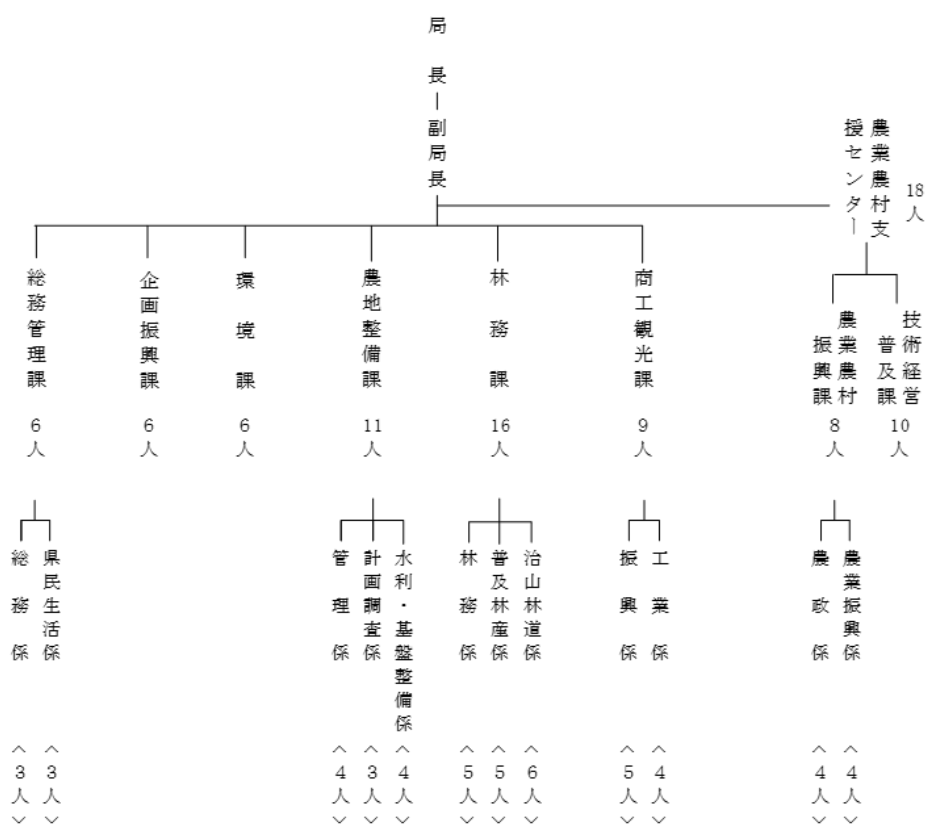 局長ー副局長
農業農村支
援センター
18人
総務管理課
企画振興課
環境課
農地整備課
林務課
商工観光課
農業農村
振興課
技術経営
普及課
6人
6人
6人
11人
16人
9人
8人
10人
総務係
県民生活係
管理係
計画調査係
水利・基盤整備係
林務係
普及林産係
治山林道係
振興係
工業係
農政係
農業振興係
〈3人〉
〈3人〉
〈4人〉
〈3人〉
〈4人〉
〈5人〉
〈5人〉
〈6人〉
〈5人〉
〈4人〉
〈4人〉
〈4人〉